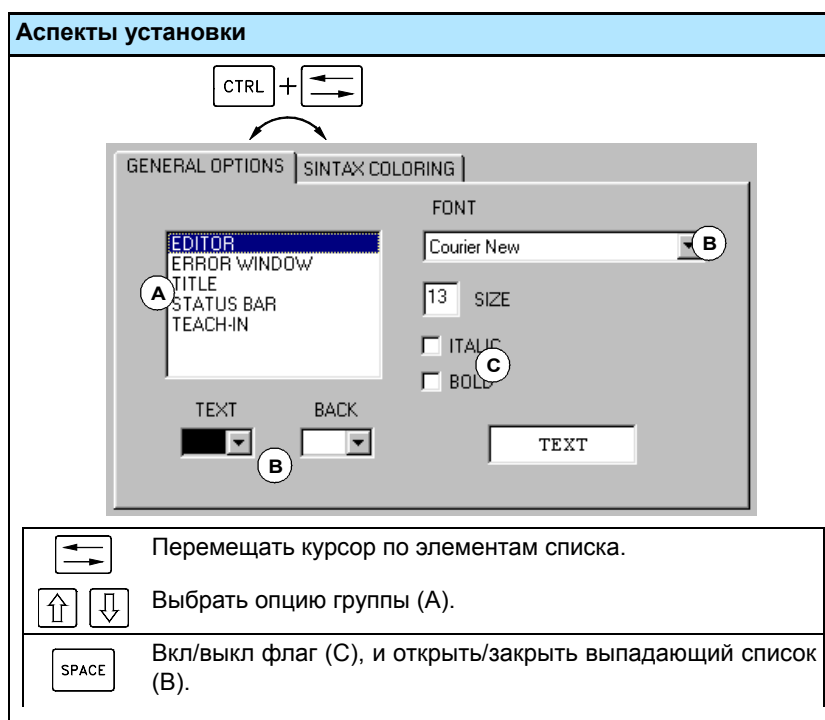 Аспекты установки
CTRL +
GENERAL OPTIONS SINTAX COLORING
FONT
EDITOR
ERROR WINDOW
TITLE
STATUS BAR
TEACH-IN
A
Courier New
B
13 SIZE
ITALIC
C
BOLD
TEXT BACK
B
TEXT
Перемещать курсор по элементам списка.
Выбрать опцию группы (A).
SPACE
Вкл/выкл флаг (C), и открыть/закрыть выпадающий список
(B).